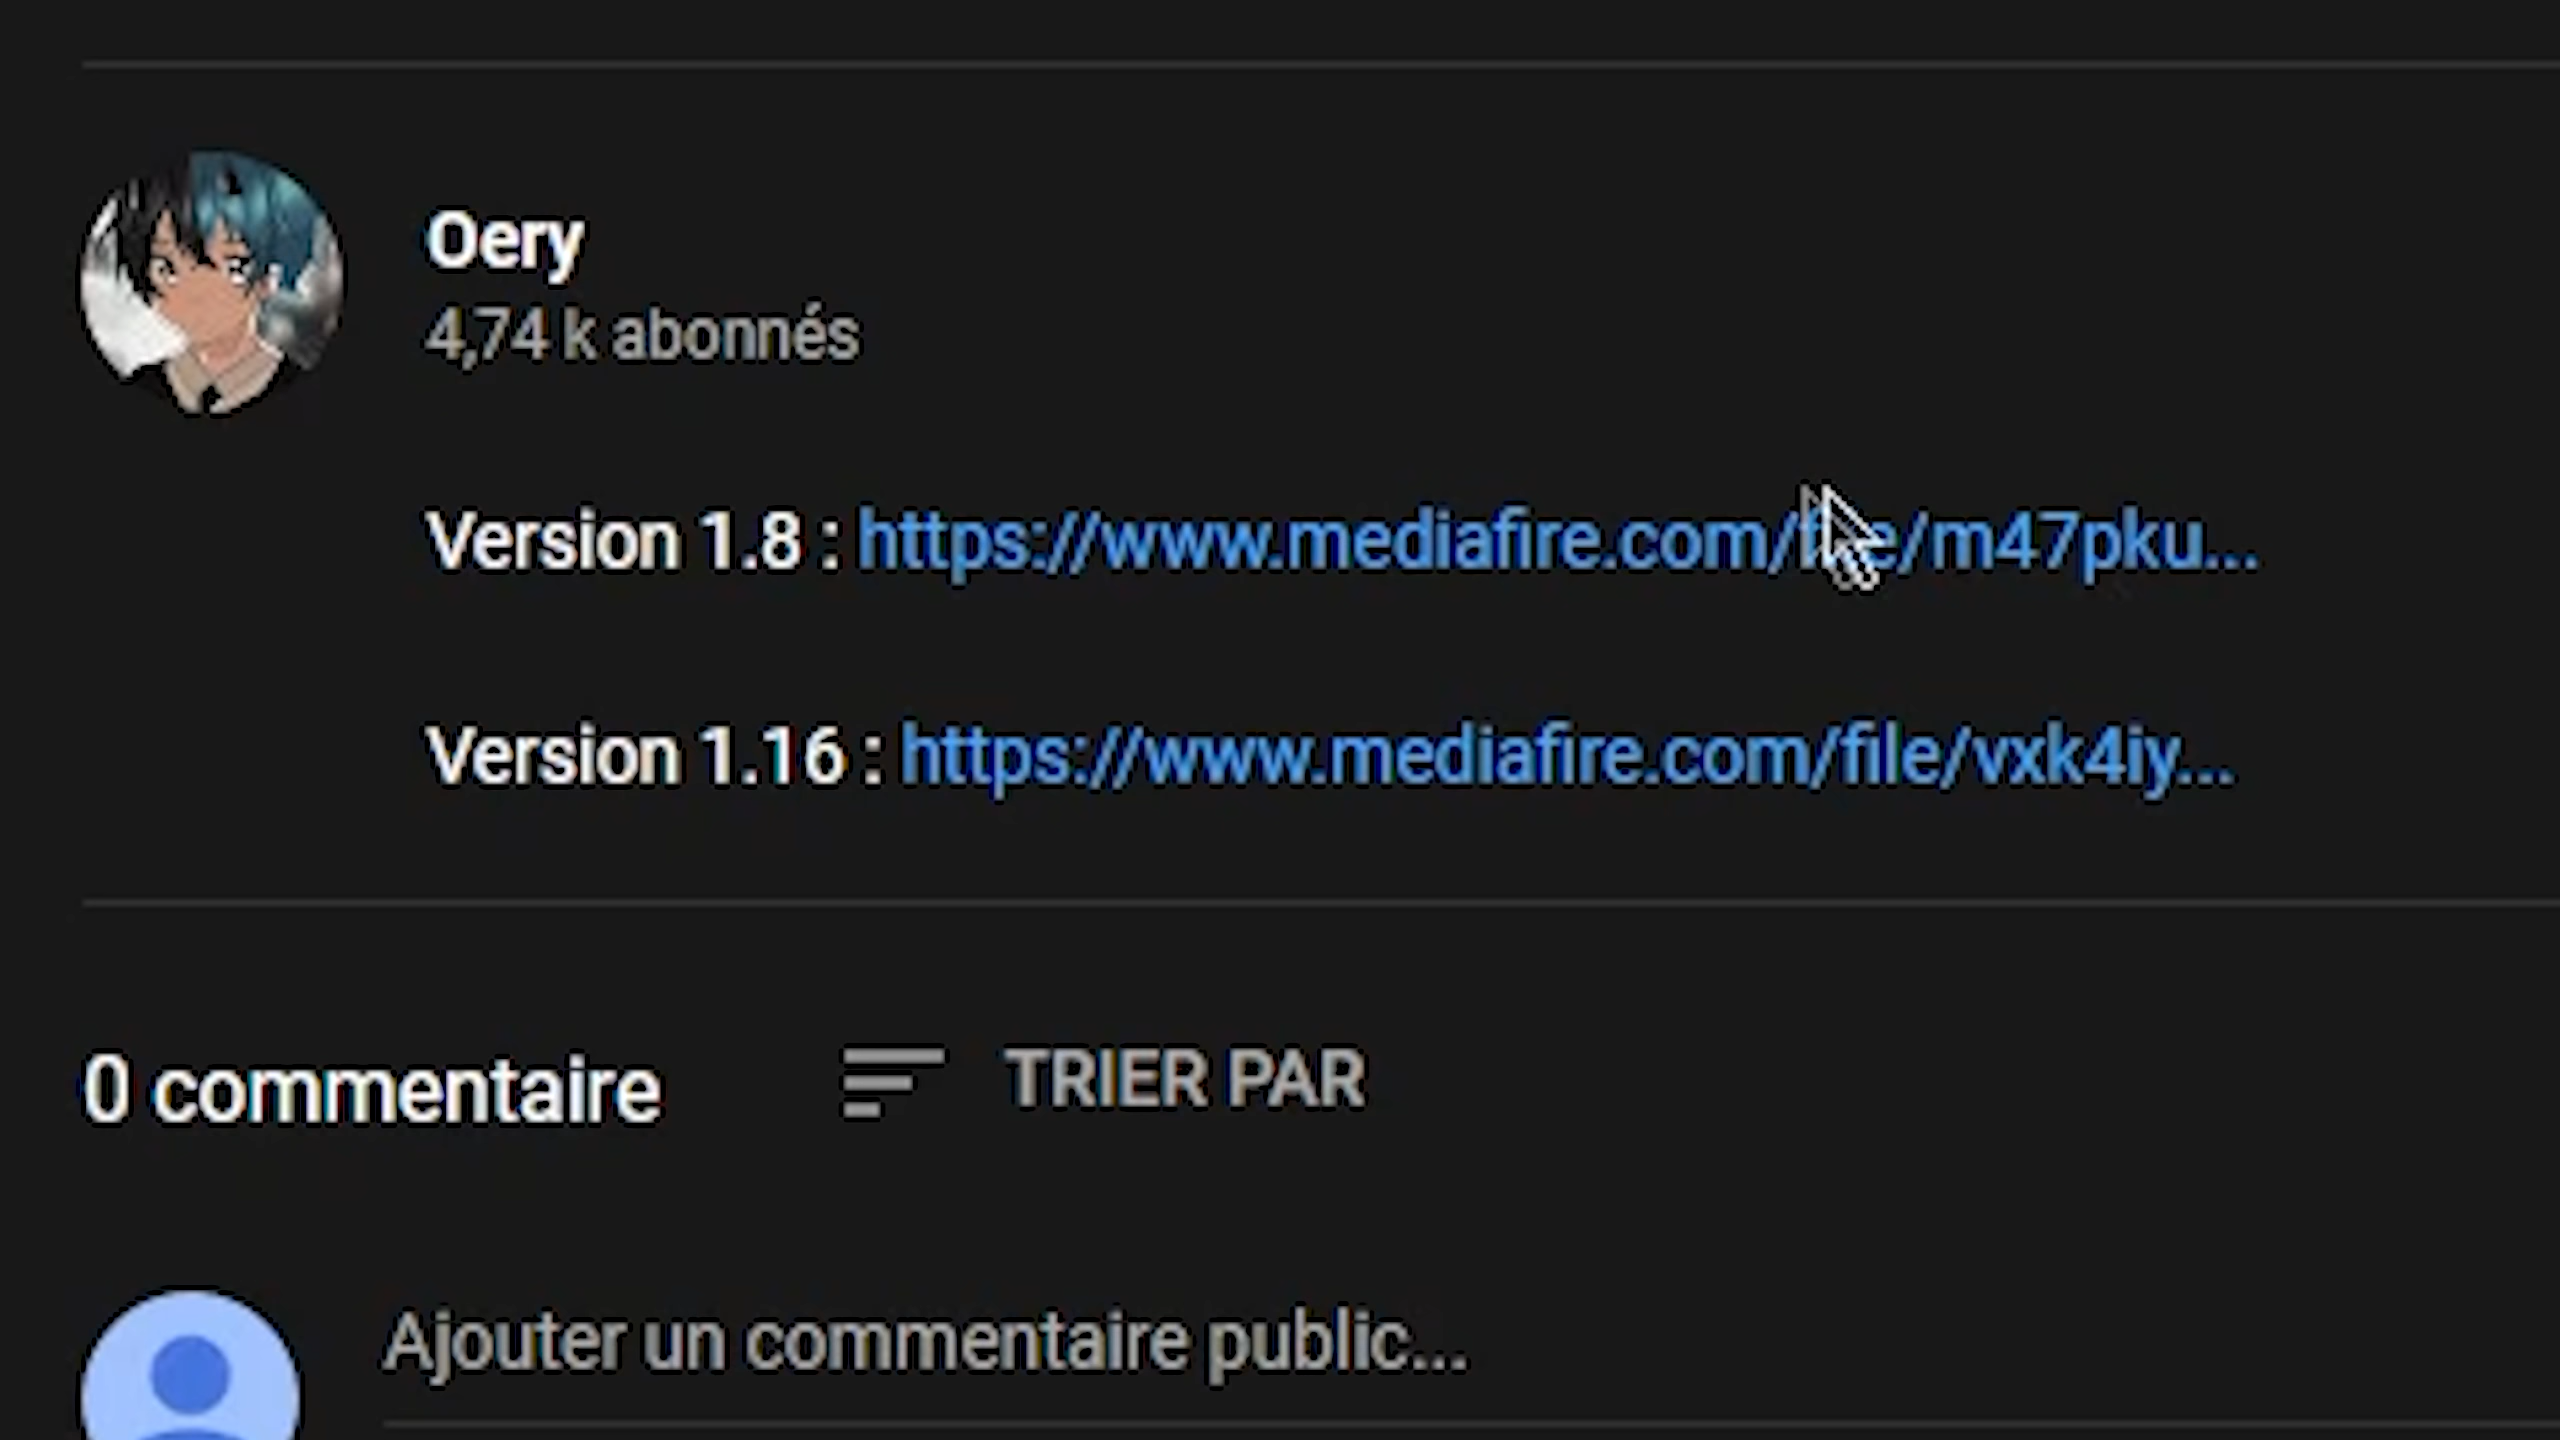 Oery
4,74 k abonnés
Version 1.8 : https://www.mediafire.com/file/m47pku...
Version 1.16 : https://www.mediafire.com/file/vxk4iy...
0 commentaire
TRIER PAR
Ajouter un commentaire public...